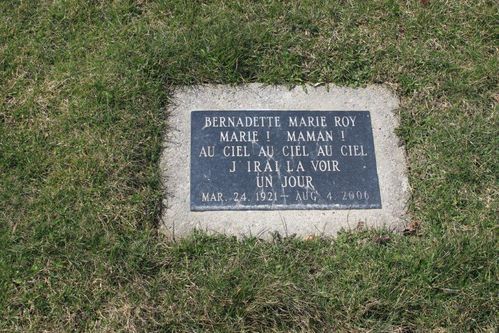 BERNADETTE MARIE ROY
MARIE ! MAMAN !
AU CIEL AU CIEL AU CIEL
J IRAI LA VOIR
UN JOUR
MAR. 24. 1921 — AUG. 4. 2006